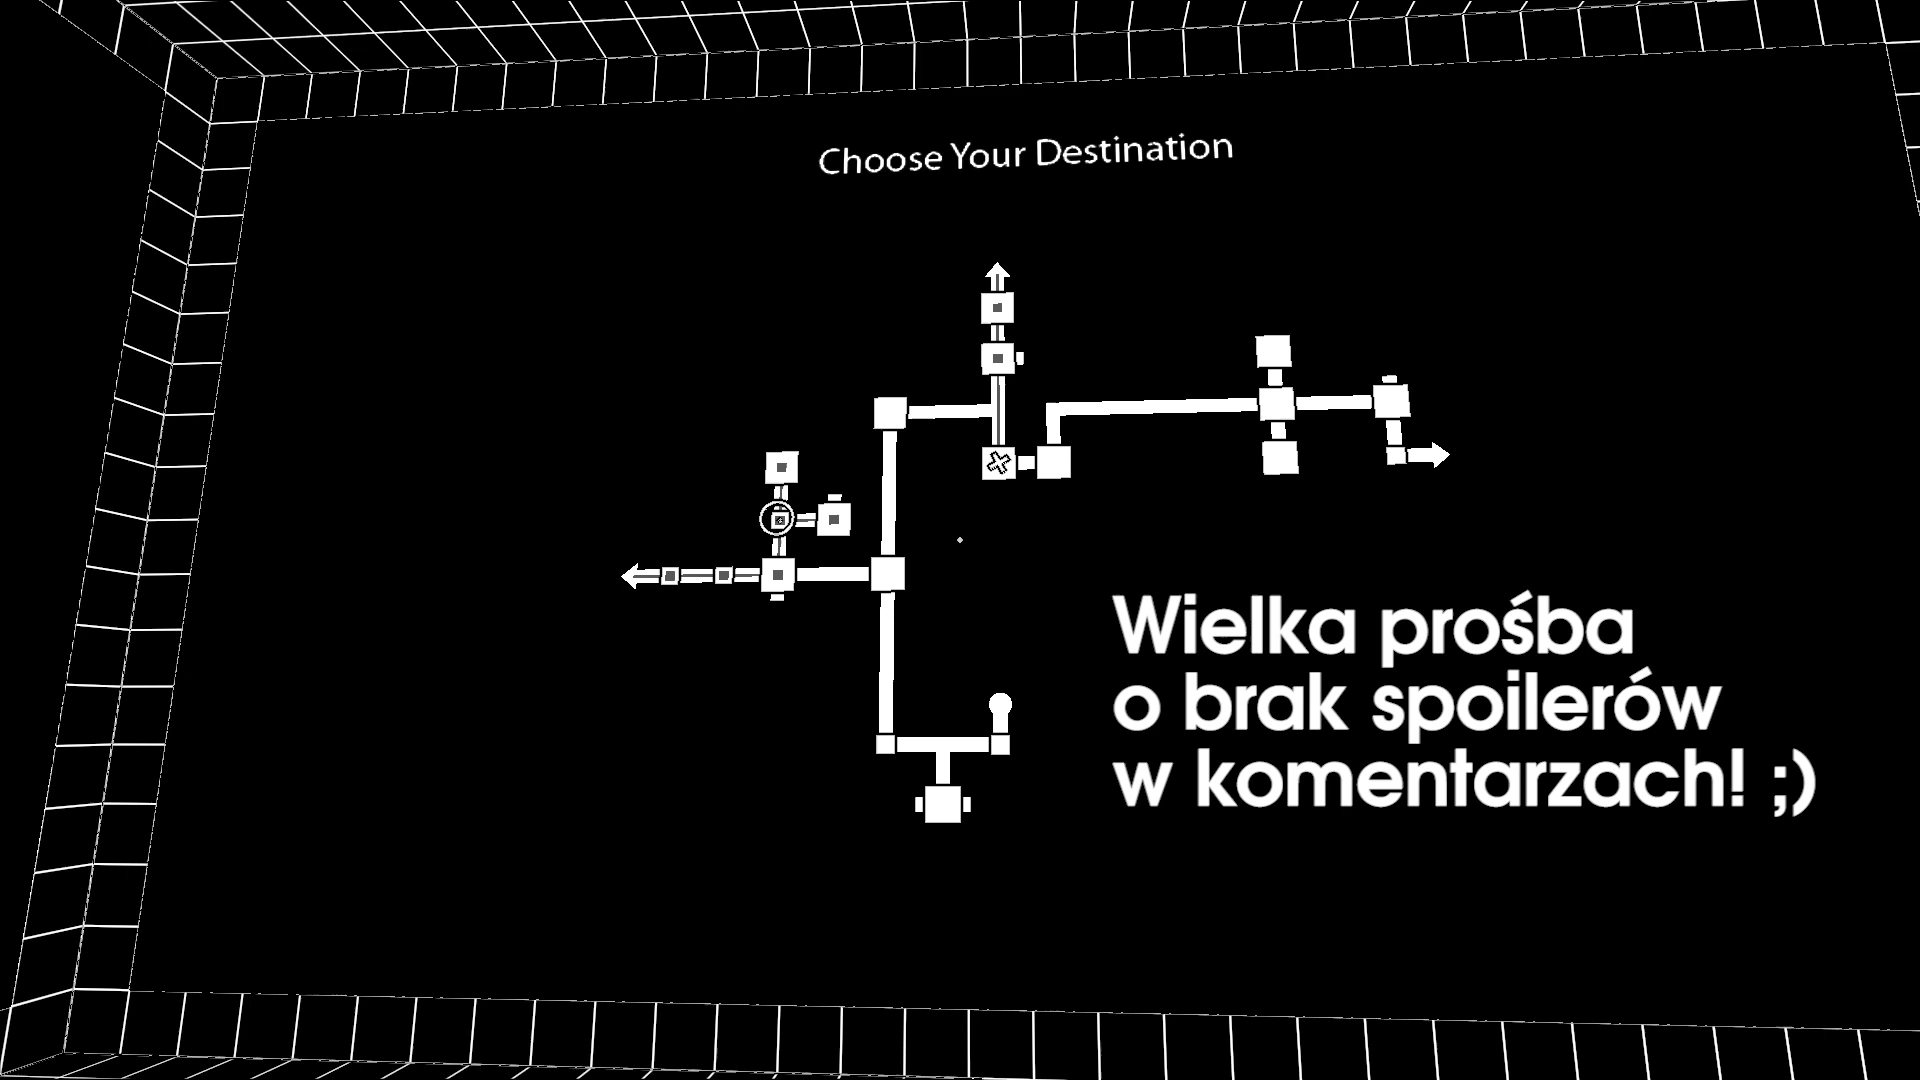 Choose Your Destination
Wielka prośba
o brak spoilerów
w komentarzach! ;)